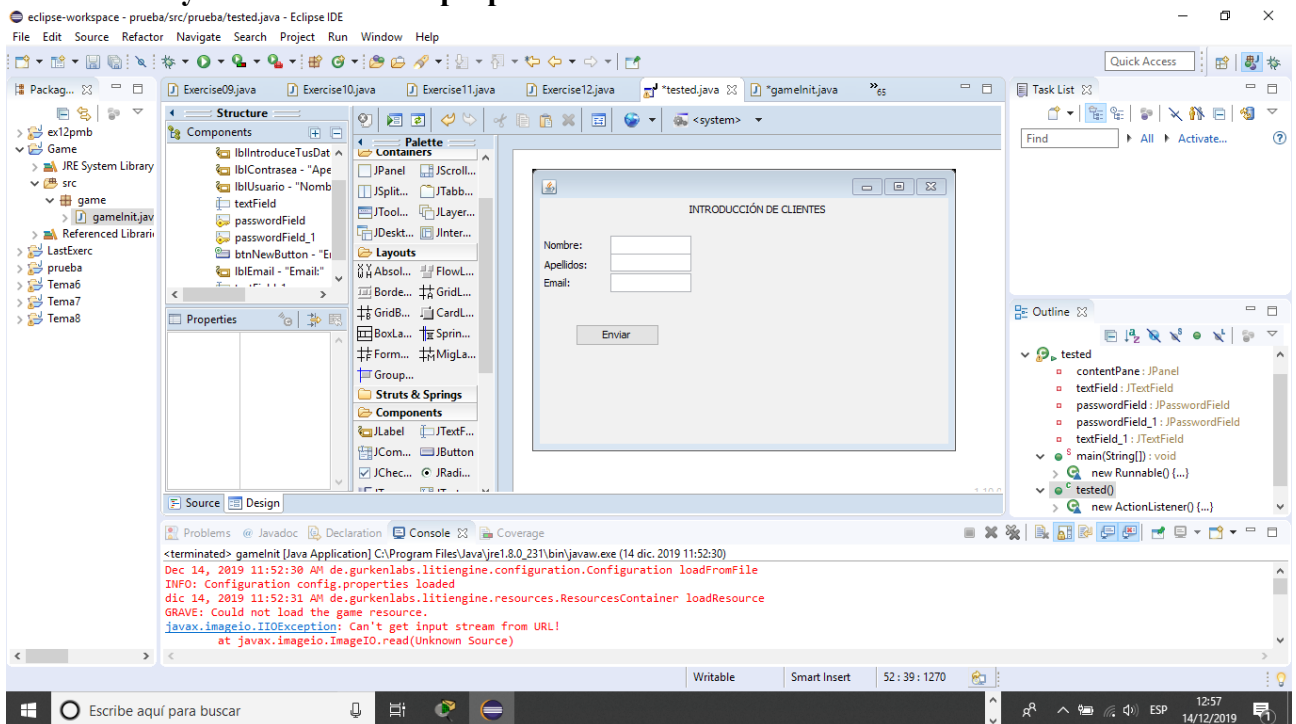 eclipse-workspace - prueba/src/prueba/tested.java - Eclipse IDE
File Edit Source Refactor Navigate Search Project Run Window Help
Quick Access
Packag...
Exercise09.java Exercise10.java Exercise11.java Exercise12.java *tested.java *gameInit.java »65
Task List
Find All Activate...
ex12pmb
Game
JRE System Library
src
game
gameInit.jav
Referenced Librari
LastExerc
prueba
Tema6
Tema7
Tema8
Structure
Components
lblIntroduceTusDat
lblContrasea - "Ape
lblUsuario - "Nomb
textField
passwordField
passwordField_1
btnNewButton - "E
lblEmail - "Email:"
Properties
<system>
Palette
Containers
JPanel JScroll...
JSplit... JTabb...
JTool... JLayer...
JDeskt... JInter...
Layouts
Absol... FlowL...
Borde... GridL...
GridB... CardL...
BoxLa... Sprin...
Form... MigLa...
Group...
Struts & Springs
Components
JLabel JTextF...
JCom... JButton
JChec... JRadi...
INTRODUCCIÓN DE CLIENTES
Nombre:
Apellidos:
Email:
Enviar
Source Design
Outline
tested
contentPane : JPanel
textField : JTextField
passwordField : JPasswordField
passwordField_1 : JPasswordField
textField_1 : JTextField
main(String[]) : void
new Runnable() {...}
tested()
new ActionListener() {...}
Problems Javadoc Declaration Console Coverage
<terminated> gameInit [Java Application] C:\Program Files\Java\jre1.8.0_231\bin\javaw.exe (14 dic. 2019 11:52:30)
Dec 14, 2019 11:52:30 AM de.gurkenlabs.litiengine.configuration.Configuration loadFromFile
INFO: Configuration config.properties loaded
dic 14, 2019 11:52:31 AM de.gurkenlabs.litiengine.resources.ResourcesContainer loadResource
GRAVE: Could not load the game resource.
javax.imageio.IIOException: Can't get input stream from URL!
at javax.imageio.ImageIO.read(Unknown Source)
Writable Smart Insert 52 : 39 : 1270
Escribe aquí para buscar
ESP
12:57
14/12/2019